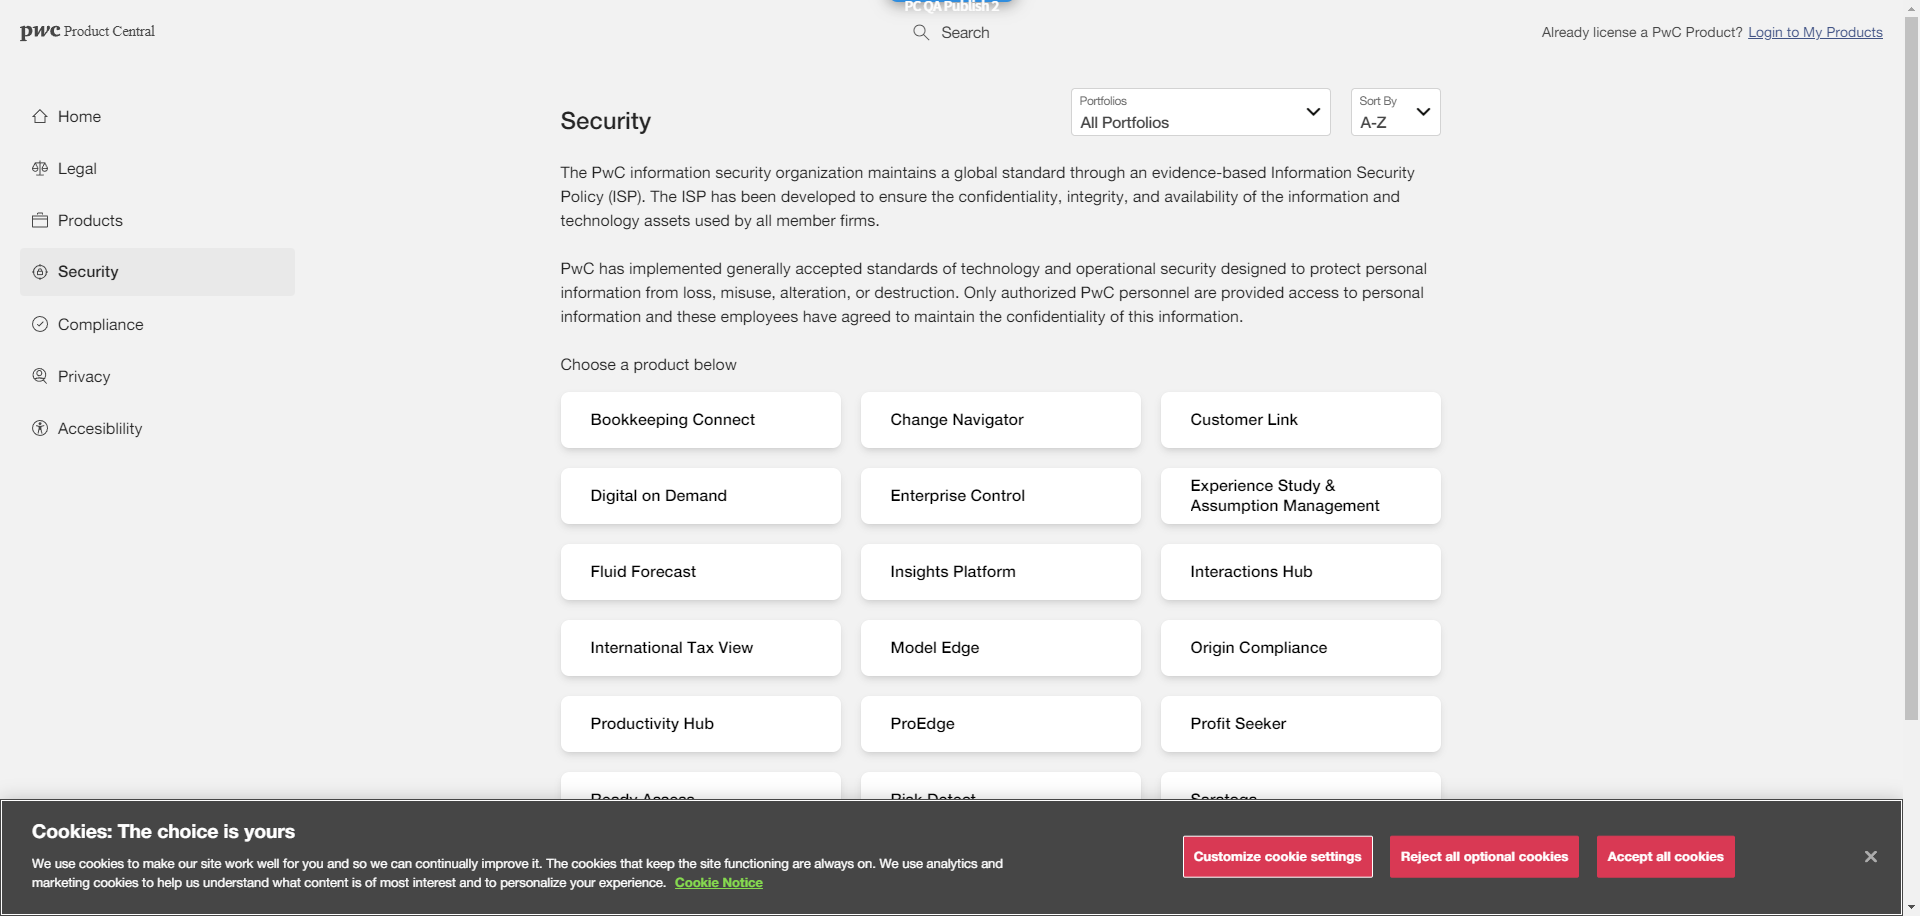 PC QA Publish 2
pwc Product Central
Search
Already license a PwC Product? Login to My Products
Home
Legal
Products
Security
Compliance
Privacy
Accesiblility
Security
Portfolios
All Portfolios
Sort By
A-Z
The PwC information security organization maintains a global standard through an evidence-based Information Security
Policy (ISP). The ISP has been developed to ensure the confidentiality, integrity, and availability of the information and
technology assets used by all member firms.
PwC has implemented generally accepted standards of technology and operational security designed to protect personal
information from loss, misuse, alteration, or destruction. Only authorized PwC personnel are provided access to personal
information and these employees have agreed to maintain the confidentiality of this information.
Choose a product below
Bookkeeping Connect
Change Navigator
Customer Link
Digital on Demand
Enterprise Control
Experience Study &
Assumption Management
Fluid Forecast
Insights Platform
Interactions Hub
International Tax View
Model Edge
Origin Compliance
Productivity Hub
ProEdge
Profit Seeker
Ready Assess
Risk Detect
Saratoga
Cookies: The choice is yours
We use cookies to make our site work well for you and so we can continually improve it. The cookies that keep the site functioning are always on. We use analytics and
marketing cookies to help us understand what content is of most interest and to personalize your experience. Cookie Notice
Customize cookie settings
Reject all optional cookies
Accept all cookies